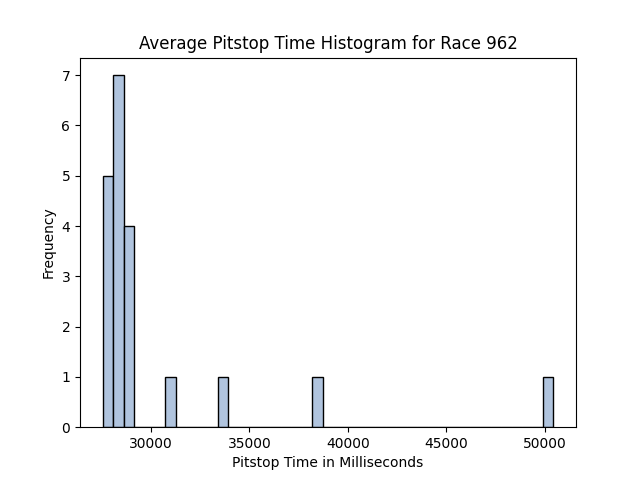 Average Pitstop Time Histogram for Race 962
7
6
5
4
3
2
1
0
Frequency
30000 35000 40000 45000 50000
Pitstop Time in Milliseconds